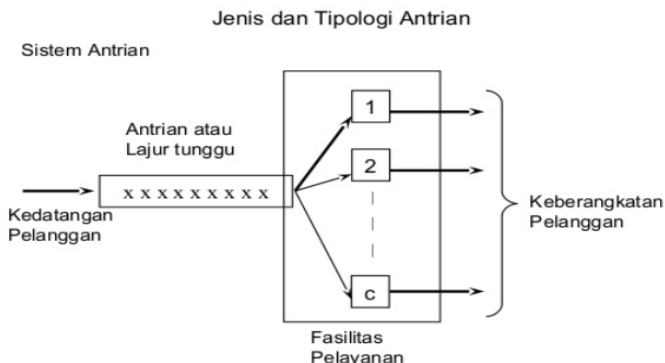 Jenis dan Tipologi Antrian
Sistem Antrian
Antrian atau
Lajur tunggu
x x x x x x x x x
Kedatangan
Pelanggan
1
2
c
Keberangkatan
Pelanggan
Fasilitas
Pelayanan